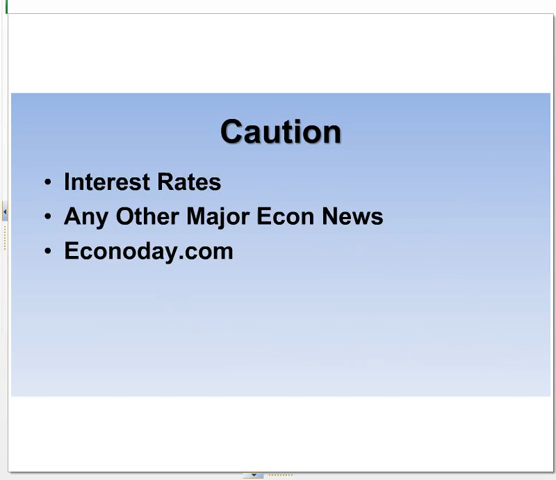 Caution
• Interest Rates
• Any Other Major Econ News
• Econoday.com